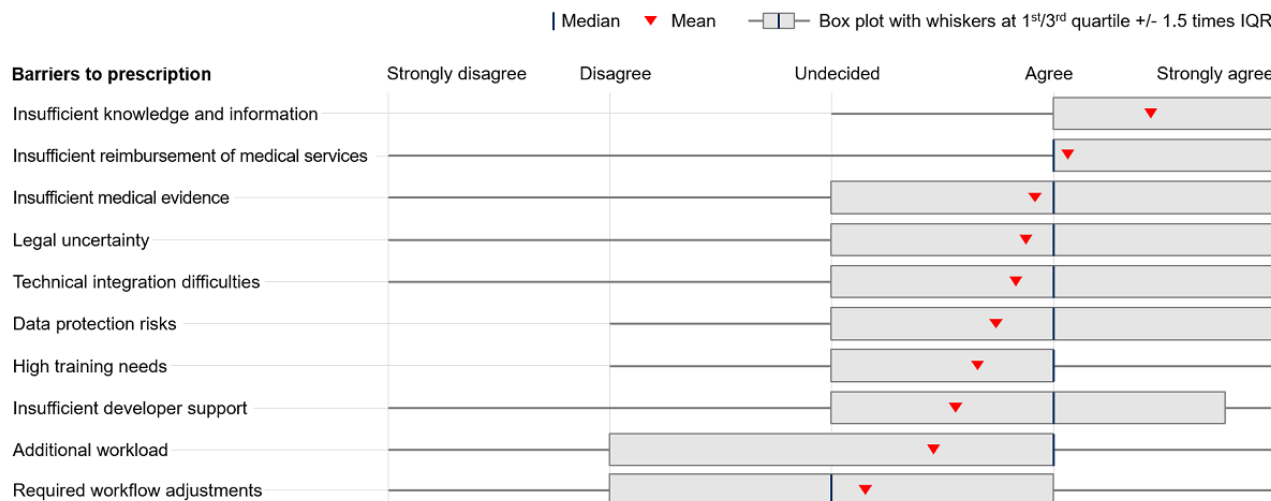 Median Mean Box plot with whiskers at 1st/3rd quartile +/- 1.5 times IQR
Barriers to prescription Strongly disagree Disagree Undecided Agree Strongly agree
Insufficient knowledge and information
Insufficient reimbursement of medical services
Insufficient medical evidence
Legal uncertainty
Technical integration difficulties
Data protection risks
High training needs
Insufficient developer support
Additional workload
Required workflow adjustments